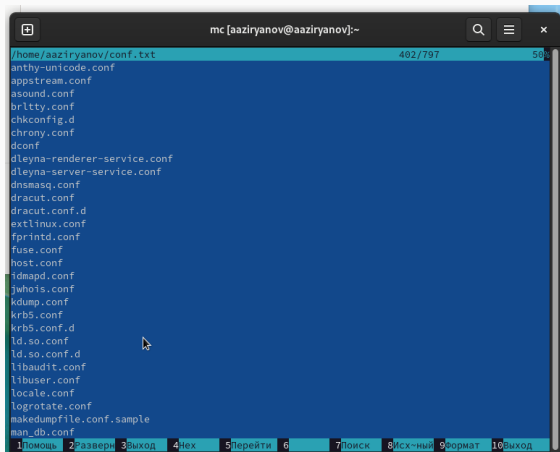 mc [aaziryanov@aaziryanov]:~
/home/aaziryanov/conf.txt 402/797 50%
anthy-unicode.conf
appstream.conf
asound.conf
brltty.conf
chkconfig.d
chrony.conf
dconf
dleyna-renderer-service.conf
dleyna-server-service.conf
dnsmasq.conf
dracut.conf
dracut.conf.d
extlinux.conf
fprintd.conf
fuse.conf
host.conf
idmapd.conf
jwhois.conf
kdump.conf
krb5.conf
krb5.conf.d
ld.so.conf
ld.so.conf.d
libaudit.conf
libuser.conf
locale.conf
logrotate.conf
makedumpfile.conf.sample
man_db.conf
1Помощь 2Разверн 3Выход 4Hex 5Перейти 6 7Поиск 8Исх~ный 9Формат 10Выход